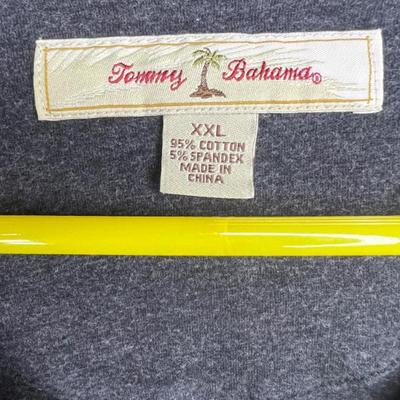 Tommy Bahama®
XXL
95% COTTON
5% SPANDEX
MADE IN
CHINA